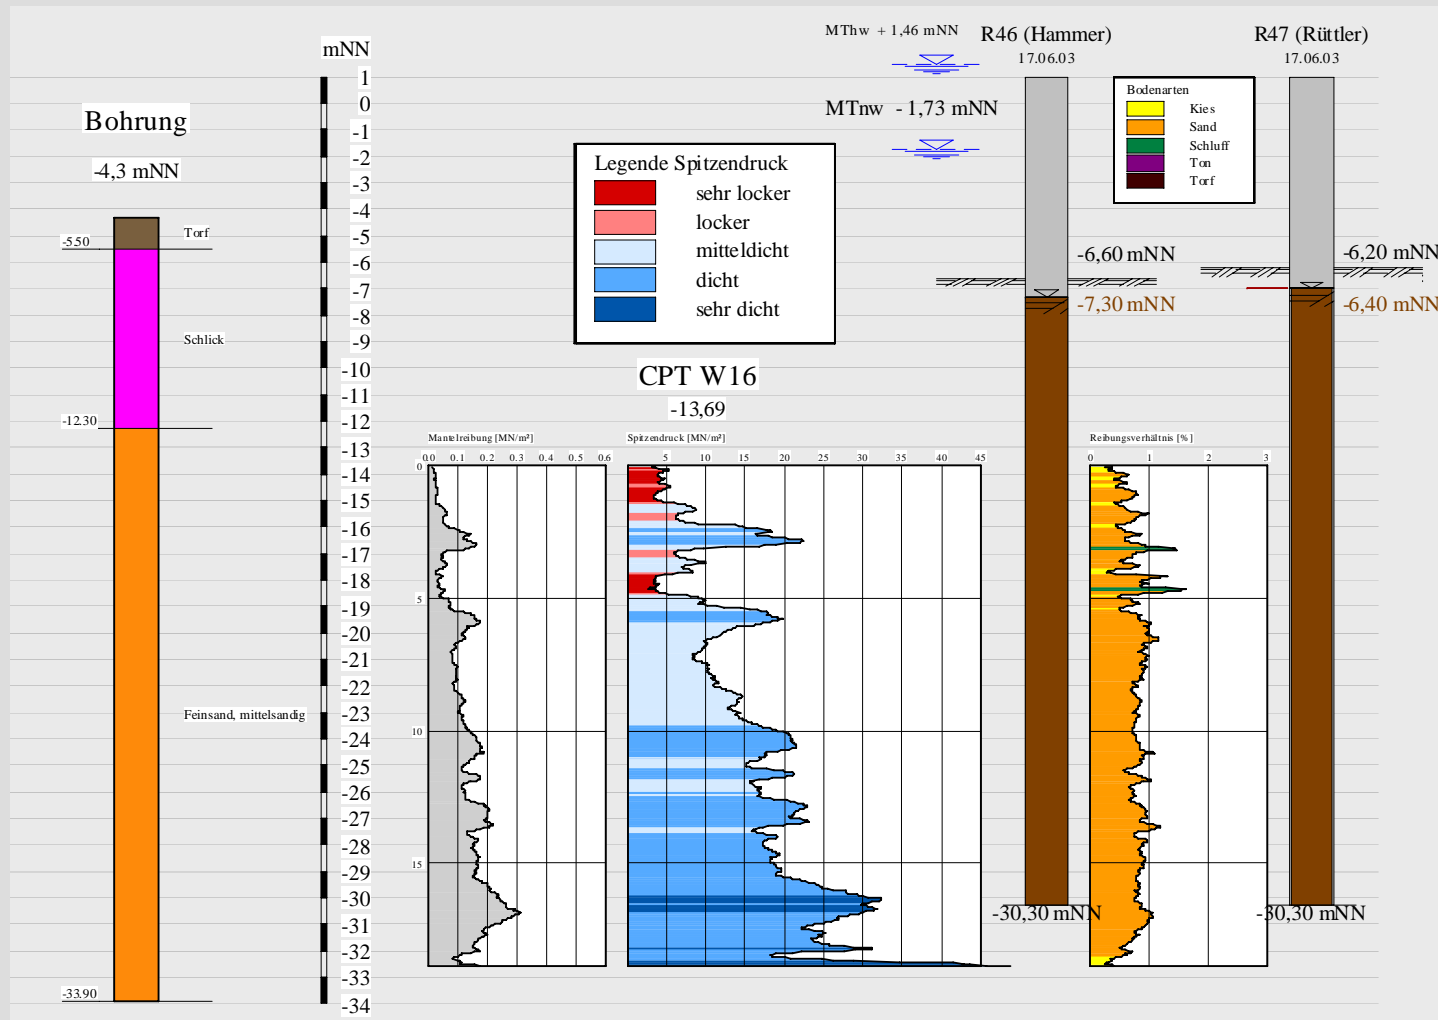 MThw + 1,46 mNN
R46 (Hammer)
17.06.03
R47 (Rüttler)
17.06.03
mNN
1
0
-1
-2
-3
-4
-5
-6
-7
-8
-9
-10
-11
-12
-13
-14
-15
-16
-17
-18
-19
-20
-21
-22
-23
-24
-25
-26
-27
-28
-29
-30
-31
-32
-33
-34
Bohrung
-4,3 mNN
Torf
-5.50
Schlick
-12.30
Feinsand, mittelsandig
-33.90
MTnw - 1,73 mNN
Legende Spitzendruck
sehr locker
locker
mitteldicht
dicht
sehr dicht
Bodenarten
Kies
Sand
Schluff
Ton
Torf
-6,60 mNN
-7,30 mNN
-6,20 mNN
-6,40 mNN
CPT W16
-13,69
Mantelreibung [MN/m²]
0.0 0.1 0.2 0.3 0.4 0.5 0.6
0
5
10
15
Spitzendruck [MN/m²]
5 10 15 20 25 30 35 45
Reibungsverhältnis [%]
0 1 2 3
-30,30 mNN
-30,30 mNN